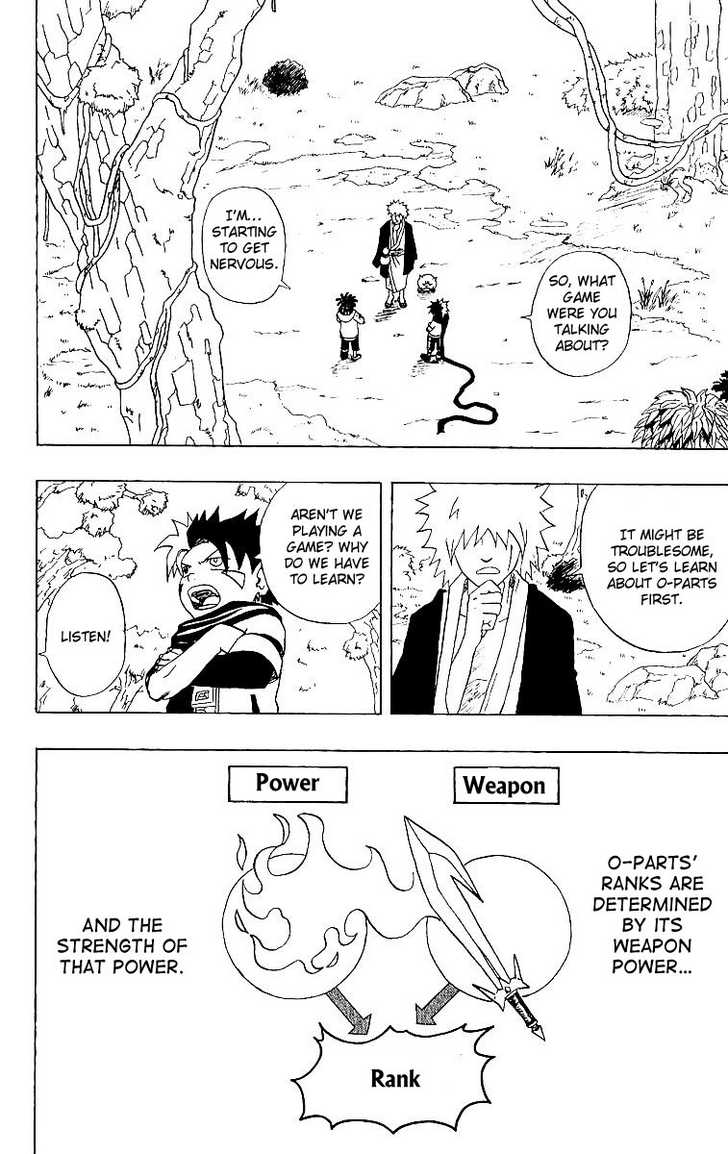 SO, WHAT
GAME
WERE YOU
TALKING
ABOUT?
I'M...
STARTING
TO GET
NERVOUS.
IT MIGHT BE
TROUBLESOME,
SO LET'S LEARN
ABOUT O-PARTS
FIRST.
AREN'T WE
PLAYING A
GAME? WHY
DO WE HAVE
TO LEARN?
LISTEN!
O-PARTS'
RANKS ARE
DETERMINED
BY ITS
WEAPON
POWER...
Weapon
Power
Rank
AND THE
STRENGTH OF
THAT POWER.